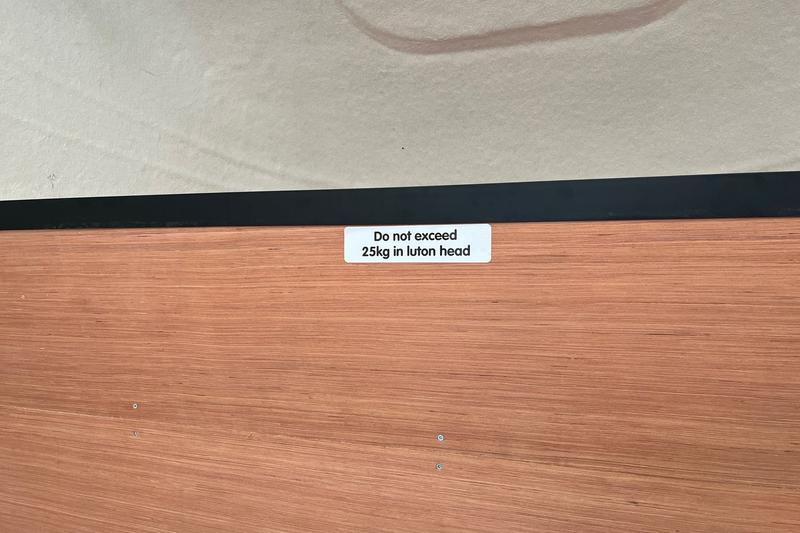 Do not exceed
25kg in luton head